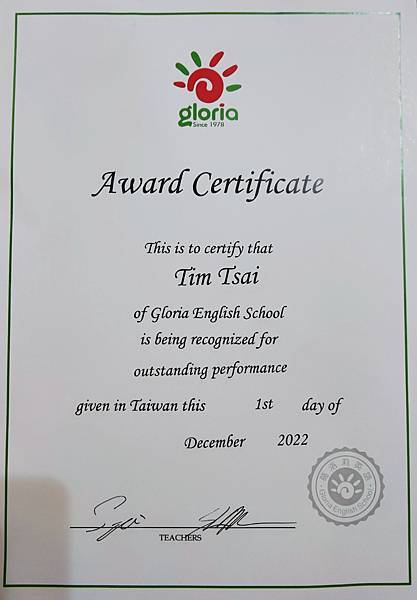 gloria
Since 1978
Award Certificate
This is to certify that
Tim Tsai
of Gloria English School
is being recognized for
outstanding performance
given in Taiwan this 1st day of
December 2022
Gloria English School
TEACHERS